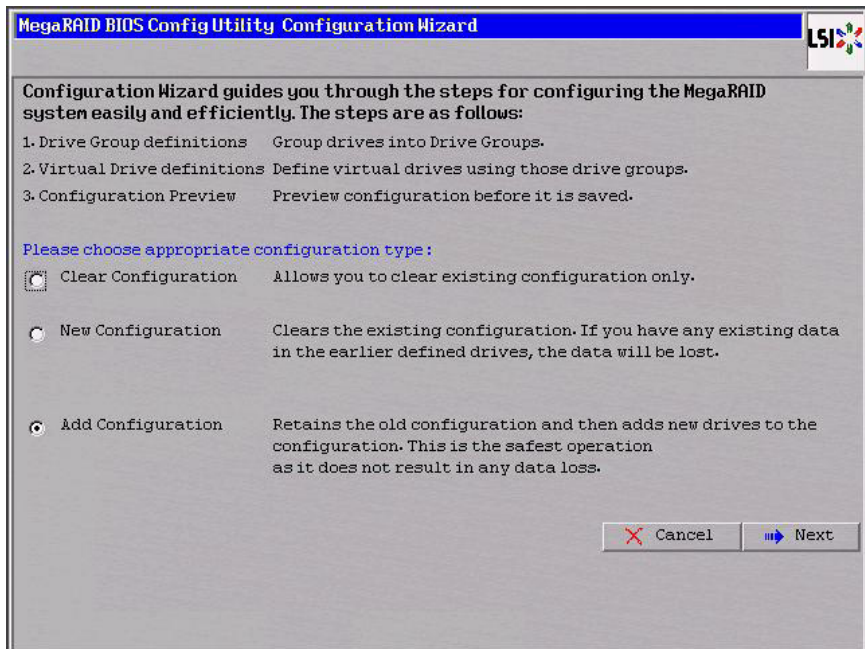 MegaRAID BIOS Config Utility Configuration Wizard
LSI
Configuration Wizard guides you through the steps for configuring the MegaRAID
system easily and efficiently. The steps are as follows:
1. Drive Group definitions Group drives into Drive Groups.
2. Virtual Drive definitions Define virtual drives using those drive groups.
3. Configuration Preview Preview configuration before it is saved.
Please choose appropriate configuration type:
Clear Configuration Allows you to clear existing configuration only.
New Configuration Clears the existing configuration. If you have any existing data
in the earlier defined drives, the data will be lost.
Add Configuration Retains the old configuration and then adds new drives to the
configuration. This is the safest operation
as it does not result in any data loss.
Cancel Next